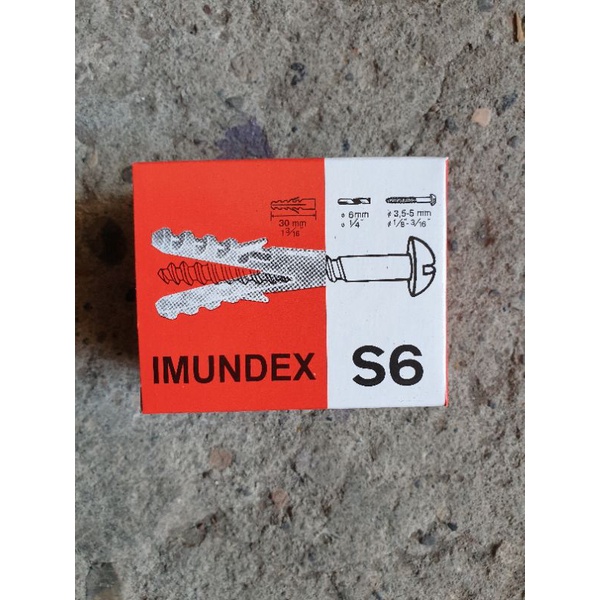 30 mm
1 3/16"
ø 6mm
ø 1/4"
ø 3,5-5 mm
ø 1/8"- 3/16"
IMUNDEX
S6